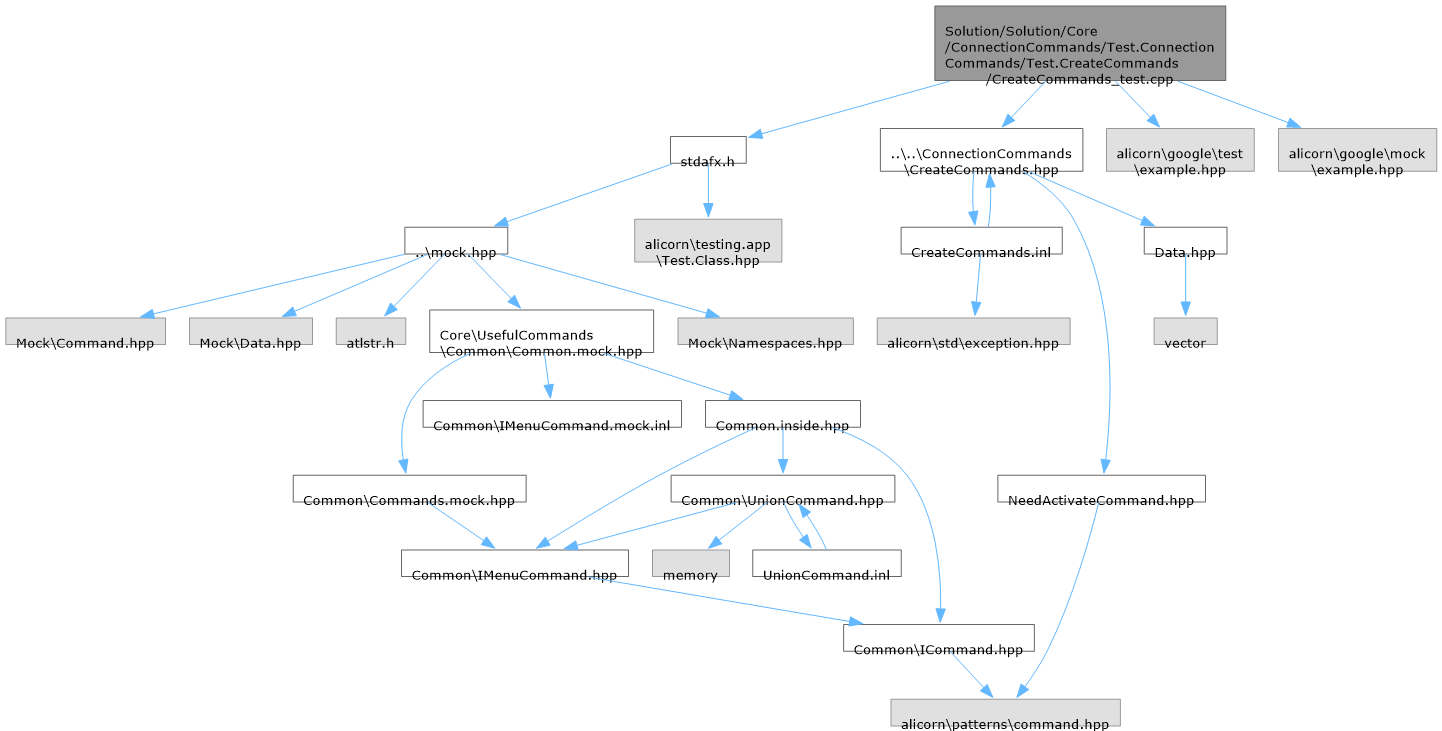 Solution/Solution/Core
/ConnectionCommands/Test.Connection
Commands/Test.CreateCommands
/CreateCommands_test.cpp
stdafx.h
..\..\ConnectionCommands
\CreateCommands.hpp
alicorn\google\test
\example.hpp
alicorn\google\mock
\example.hpp
..\mock.hpp
alicorn\testing.app
\Test.Class.hpp
CreateCommands.inl
Data.hpp
Mock\Command.hpp
Mock\Data.hpp
atlstr.h
Core\UsefulCommands
\Common\Common.mock.hpp
Mock\Namespaces.hpp
alicorn\std\exception.hpp
vector
Common\IMenuCommand.mock.inl
Common.inside.hpp
Common\Commands.mock.hpp
Common\UnionCommand.hpp
NeedActivateCommand.hpp
Common\IMenuCommand.hpp
memory
UnionCommand.inl
Common\ICommand.hpp
alicorn\patterns\command.hpp